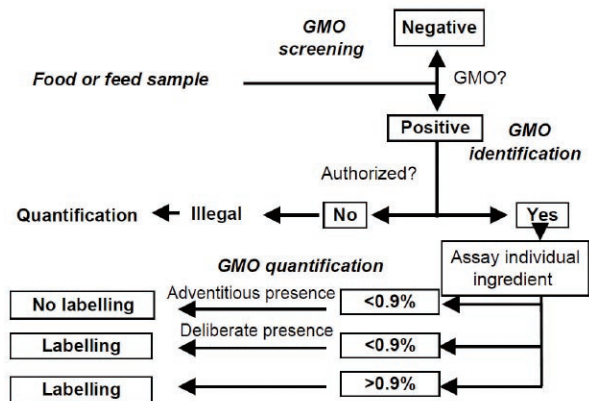 GMO
screening
Negative
Food or feed sample
GMO?
Positive
GMO
identification
Authorized?
Quantification
Illegal
No
Yes
Assay individual
ingredient
GMO quantification
No labelling
Adventitious presence
<0.9%
Labelling
Deliberate presence
<0.9%
Labelling
>0.9%